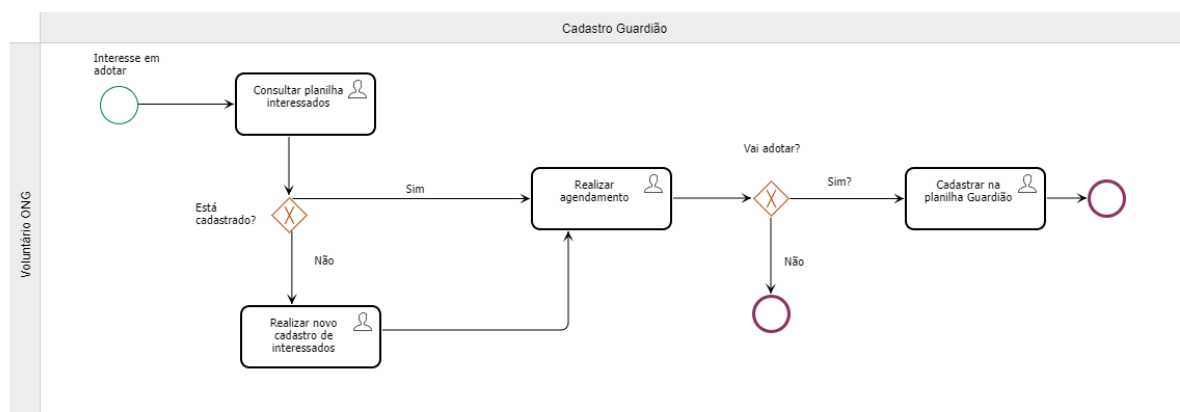 Cadastro Guardião
Voluntário ONG
Interesse em
adotar
Consultar planilha
interessados
Está
cadastrado?
Sim
Não
Realizar novo
cadastro de
interessados
Realizar
agendamento
Vai adotar?
Sim?
Não
Cadastrar na
planilha Guardião